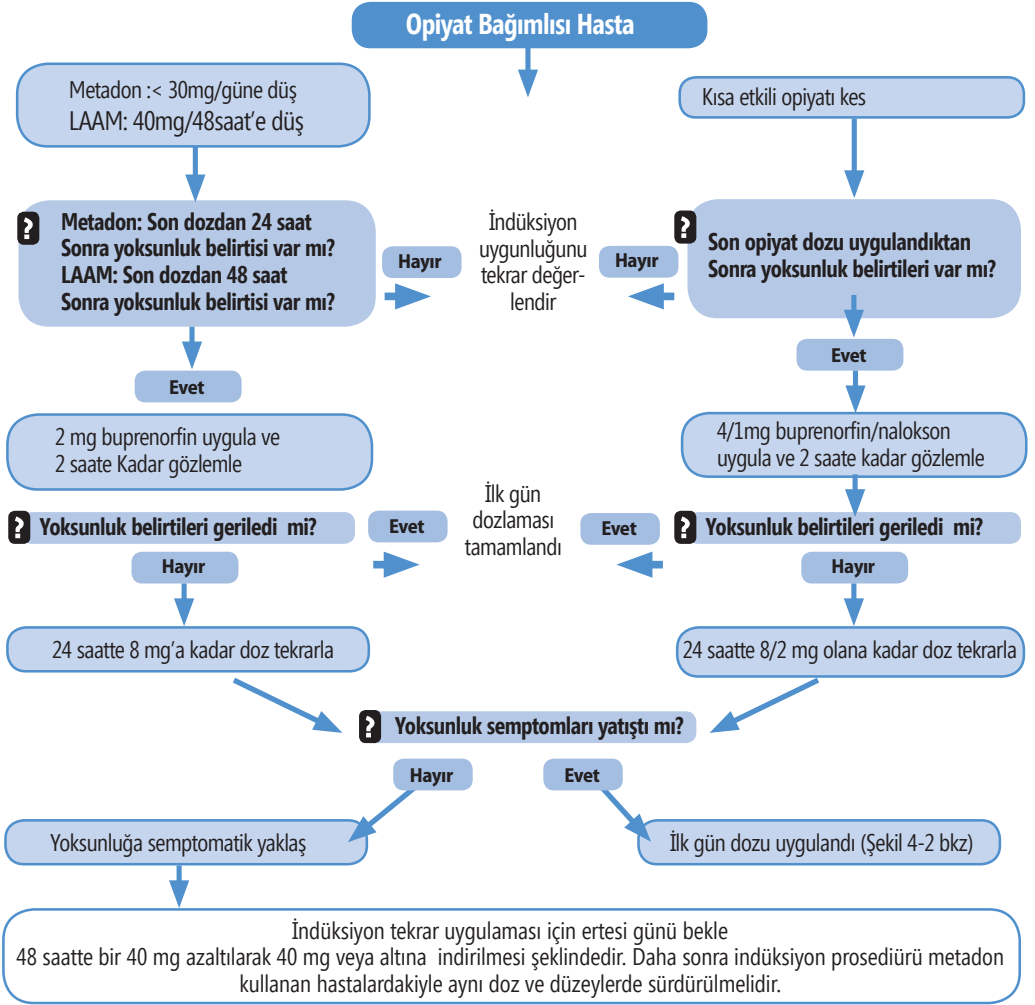 Opiyat Bağımlısı Hasta
Metadon :< 30mg/güne düş
LAAM: 40mg/48saat'e düş
Kısa etkili opiyatı kes
? Metadon: Son dozdan 24 saat
Sonra yoksunluk belirtisi var mı?
LAAM: Son dozdan 48 saat
Sonra yoksunluk belirtisi var mı?
Hayır
İndüksiyon
uygunluğunu
tekrar değer-
lendir
Hayır
? Son opiyat dozu uygulandıktan
Sonra yoksunluk belirtileri var mı?
Evet
Evet
2 mg buprenorfin uygula ve
2 saate Kadar gözlemle
4/1mg buprenorfin/nalokson
uygula ve 2 saate kadar gözlemle
? Yoksunluk belirtileri geriledi mi?
Evet
İlk gün
dozlaması
tamamlandı
Evet
? Yoksunluk belirtileri geriledi mi?
Hayır
Hayır
24 saatte 8 mg'a kadar doz tekrarla
24 saatte 8/2 mg olana kadar doz tekrarla
? Yoksunluk semptomları yatıştı mı?
Hayır
Evet
Yoksunluğa semptomatik yaklaş
İlk gün dozu uygulandı (Şekil 4-2 bkz)
İndüksiyon tekrar uygulaması için ertesi günü bekle
48 saatte bir 40 mg azaltılarak 40 mg veya altına indirilmesi şeklindedir. Daha sonra indüksiyon prosediürü metadon
kullanan hastalardakiyle aynı doz ve düzeylerde sürdürülmelidir.